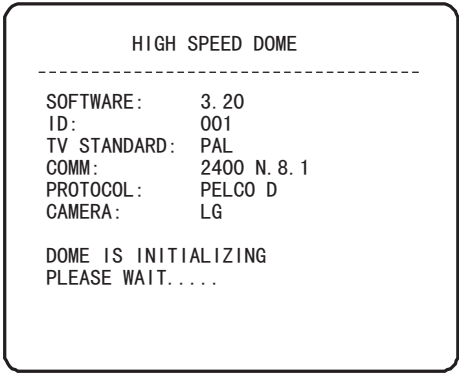 HIGH SPEED DOME
------------------------------------
SOFTWARE: 3.20
ID: 001
TV STANDARD: PAL
COMM: 2400 N.8.1
PROTOCOL: PELCO D
CAMERA: LG
DOME IS INITIALIZING
PLEASE WAIT.....